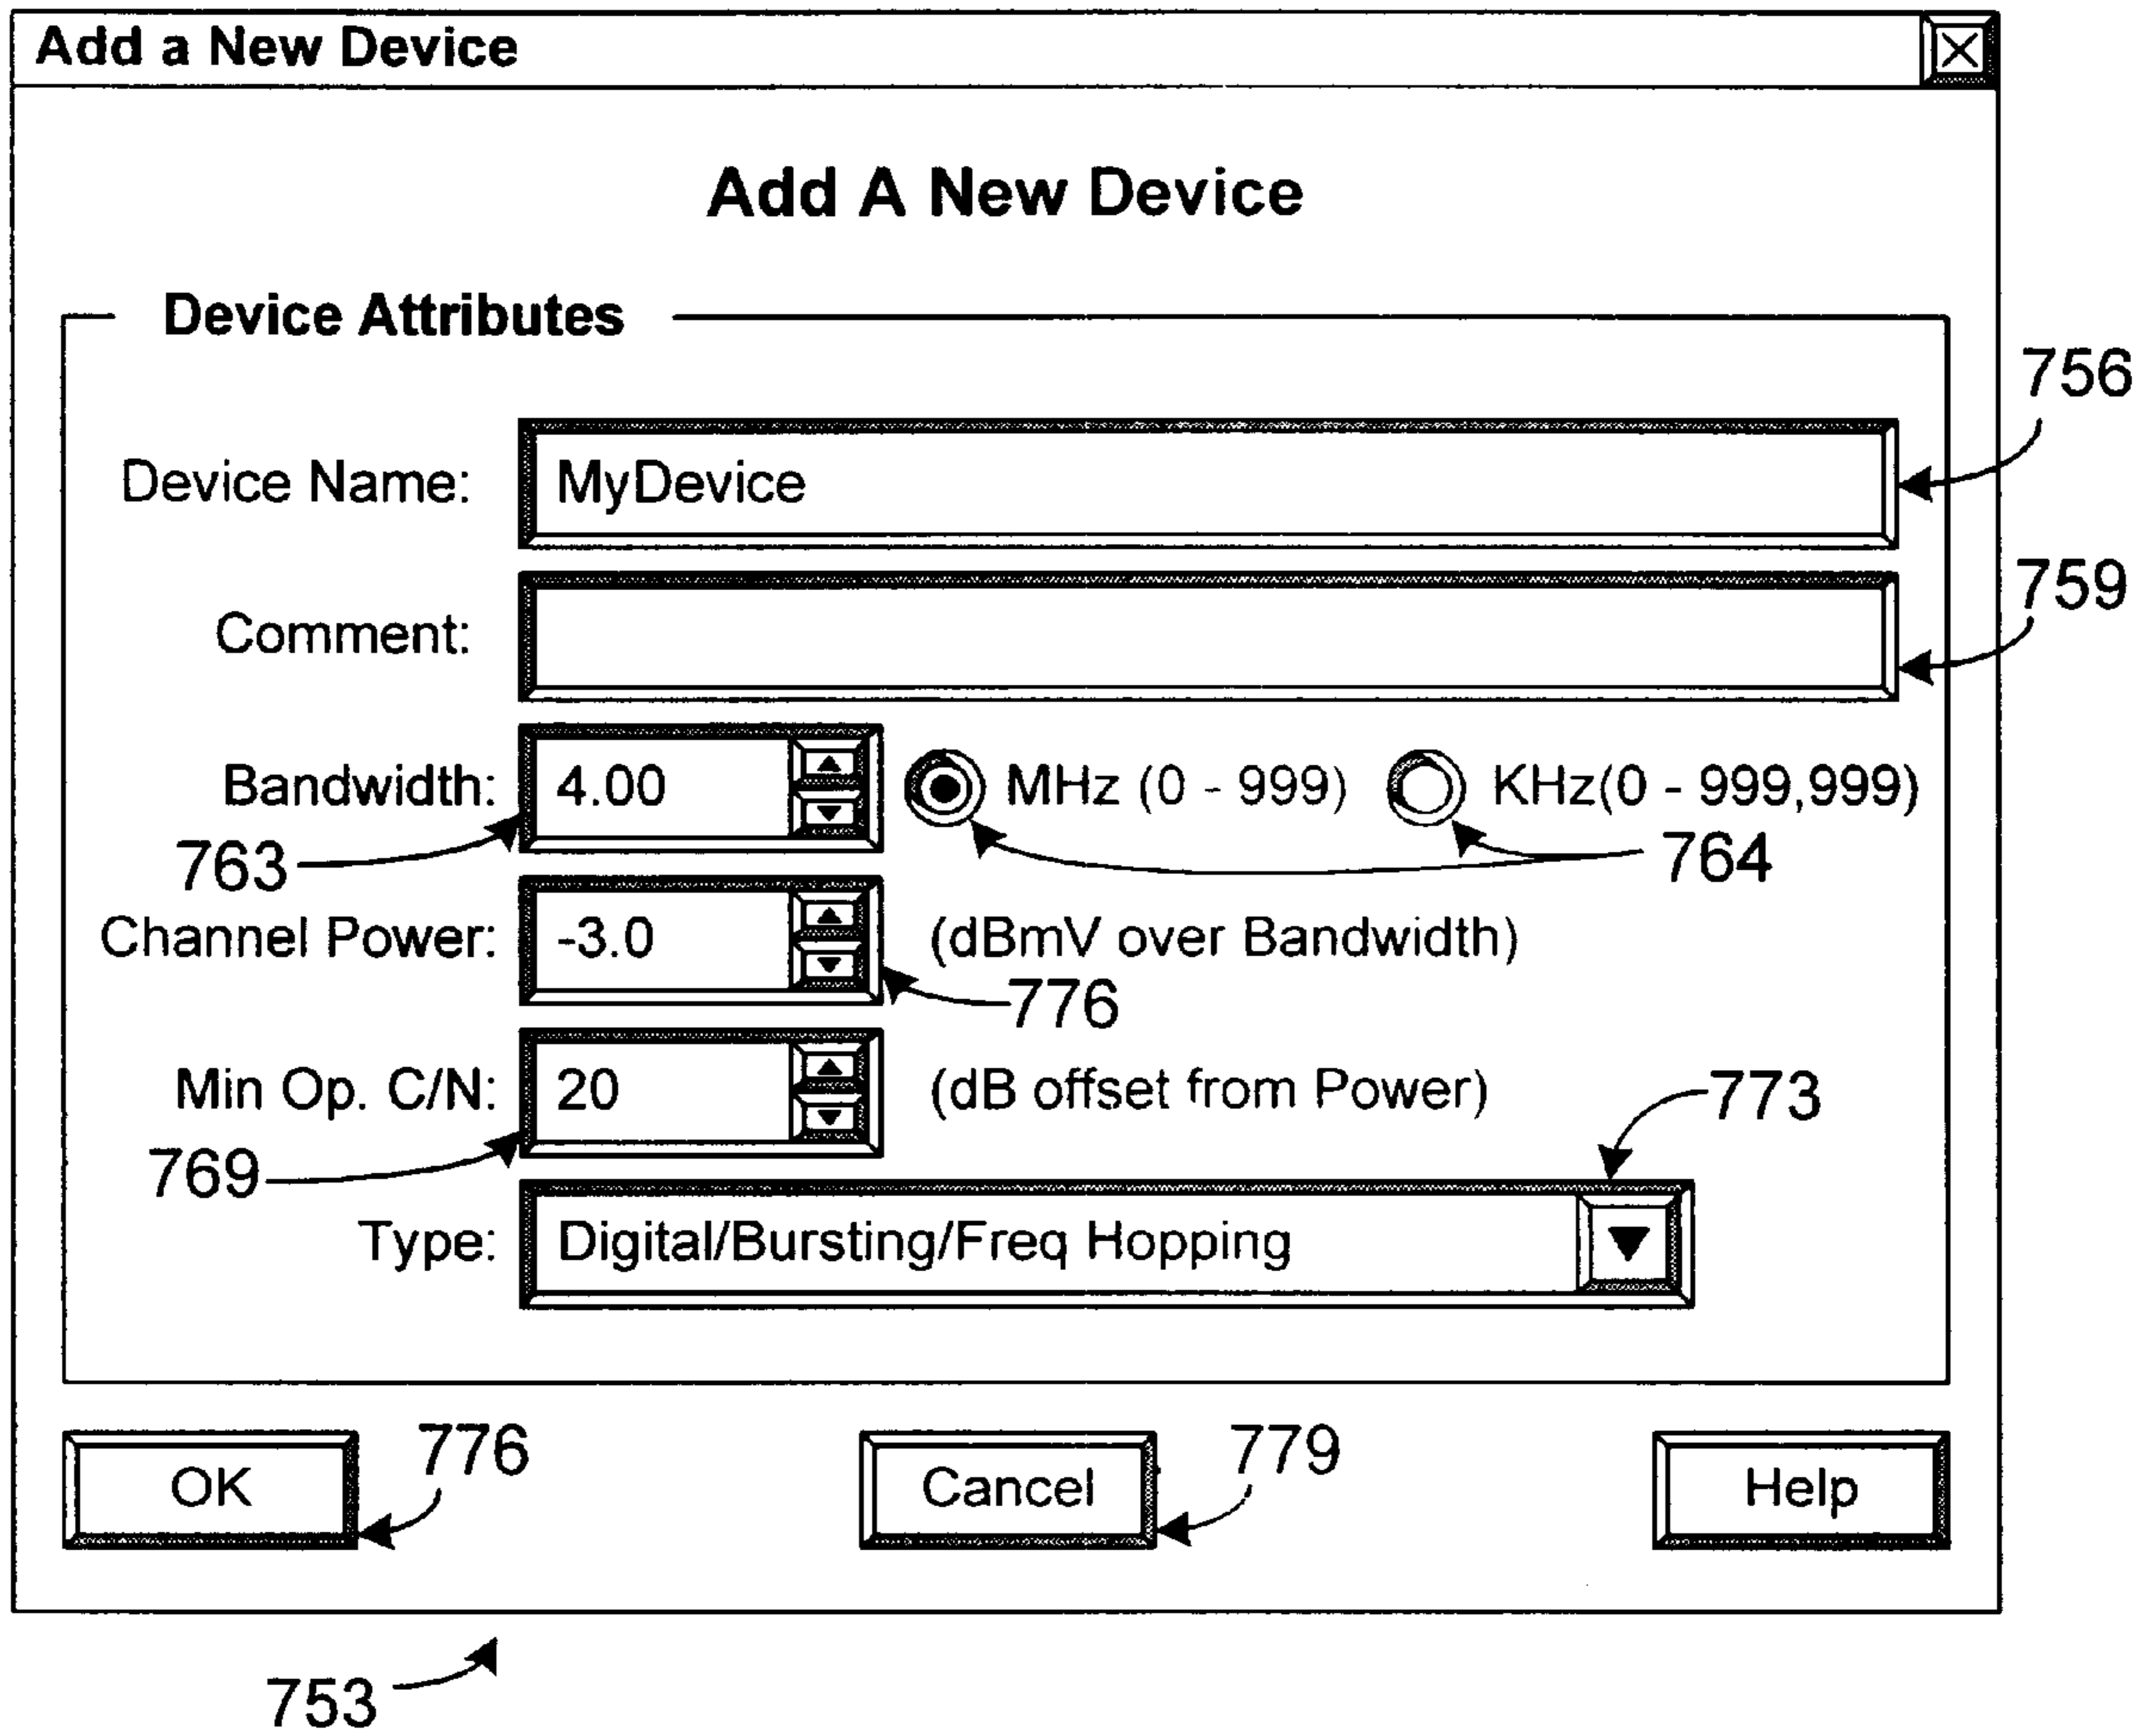 Add a New Device
Add A New Device
Device Attributes
756
Device Name: MyDevice
759
Comment:
Bandwidth: 4.00 MHz (0 - 999) KHz(0 - 999,999)
763 764
Channel Power: -3.0 (dBmV over Bandwidth)
776
Min Op. C/N: 20 (dB offset from Power) 773
769
Type: Digital/Bursting/Freq Hopping
776 779
OK Cancel Help
753